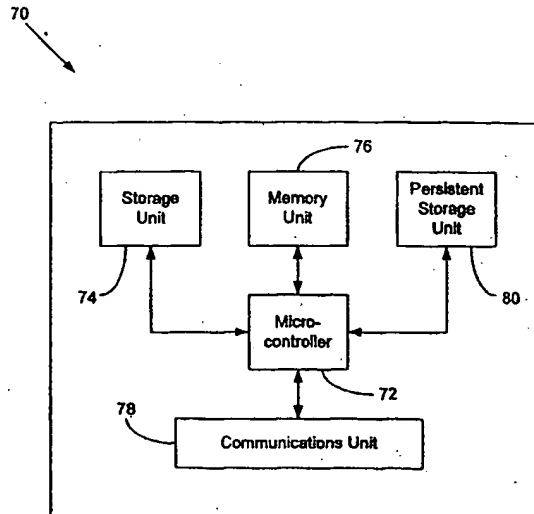 70
76
Storage
Unit
Memory
Unit
Persistent
Storage
Unit
74
80
Micro-
controller
72
78
Communications Unit